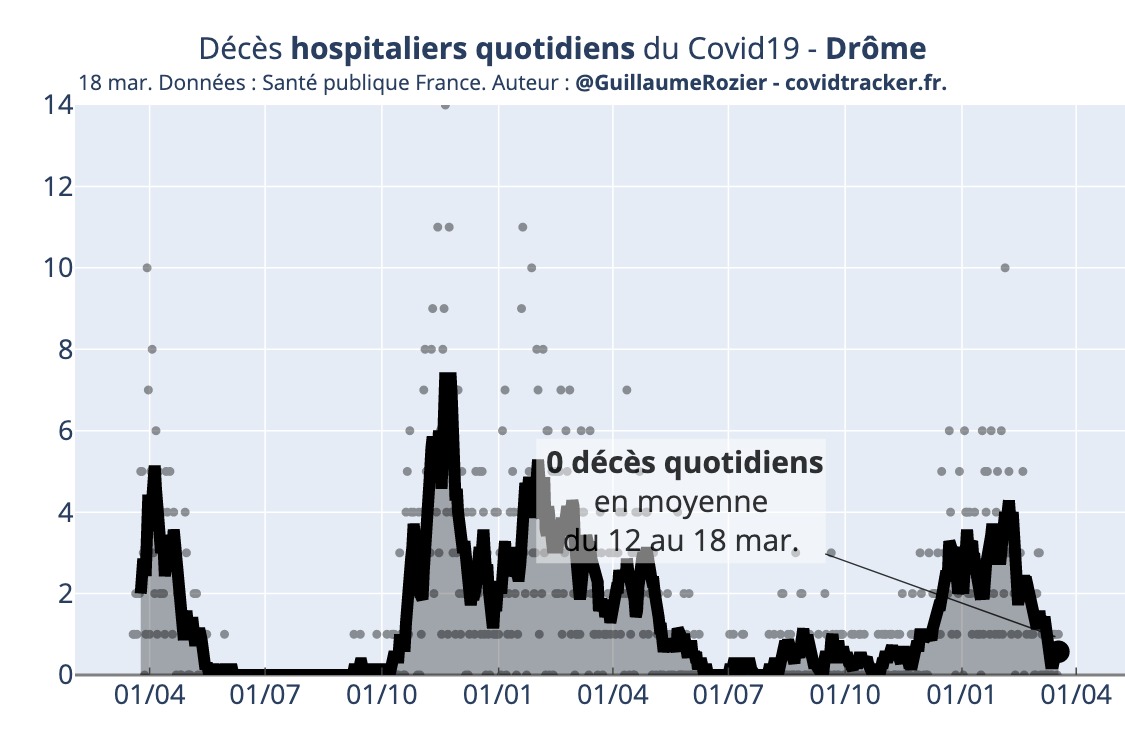 Décès hospitaliers quotidiens du Covid19 - Drôme
18 mar. Données : Santé publique France. Auteur : @GuillaumeRozier - covidtracker.fr.
14
12
10
8
6
4
2
0
0 décès quotidiens
en moyenne
du 12 au 18 mar.
01/04 01/07 01/10 01/01 01/04 01/07 01/10 01/01 01/04